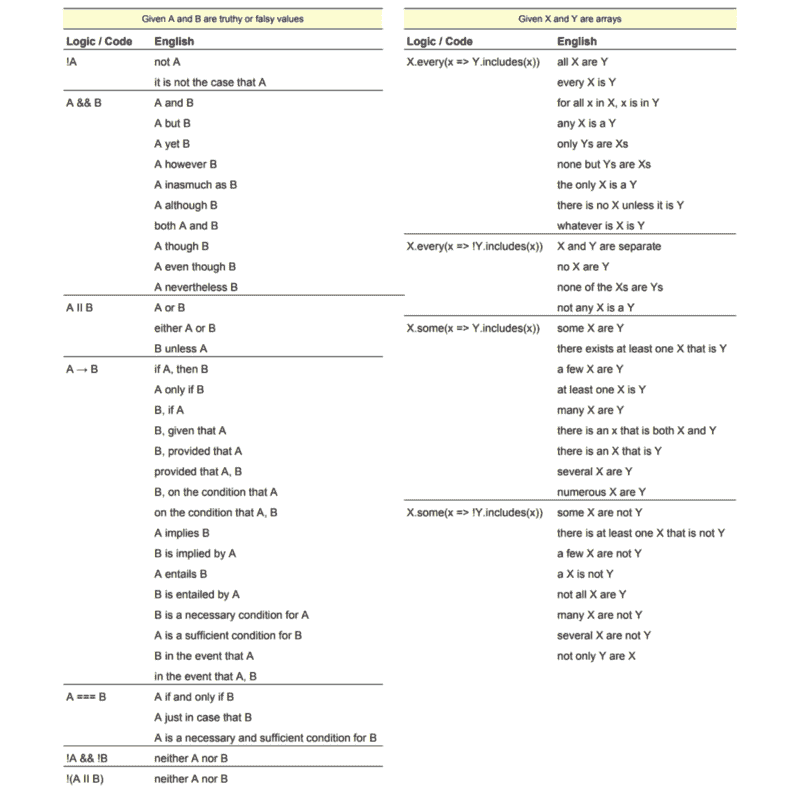 Given A and B are truthy or falsy values
Logic / Code English
!A not A
it is not the case that A
A && B A and B
A but B
A yet B
A however B
A inasmuch as B
A although B
both A and B
A though B
A even though B
A nevertheless B
A || B A or B
either A or B
B unless A
A → B if A, then B
A only if B
B, if A
B, given that A
B, provided that A
provided that A, B
B, on the condition that A
on the condition that A, B
A implies B
B is implied by A
A entails B
B is entailed by A
B is a necessary condition for A
A is a sufficient condition for B
B in the event that A
in the event that A, B
A === B A if and only if B
A just in case that B
A is a necessary and sufficient condition for B
!A && !B neither A nor B
!(A || B) neither A nor B
Given X and Y are arrays
Logic / Code English
X.every(x => Y.includes(x)) all X are Y
every X is Y
for all x in X, x is in Y
any X is a Y
only Ys are Xs
none but Ys are Xs
the only X is a Y
there is no X unless it is Y
whatever is X is Y
X.every(x => !Y.includes(x)) X and Y are separate
no X are Y
none of the Xs are Ys
not any X is a Y
X.some(x => Y.includes(x)) some X are Y
there exists at least one X that is Y
a few X are Y
at least one X is Y
many X are Y
there is an x that is both X and Y
there is an X that is Y
several X are Y
numerous X are Y
X.some(x => !Y.includes(x)) some X are not Y
there is at least one X that is not Y
a few X are not Y
a X is not Y
not all X are Y
many X are not Y
several X are not Y
not only Y are X